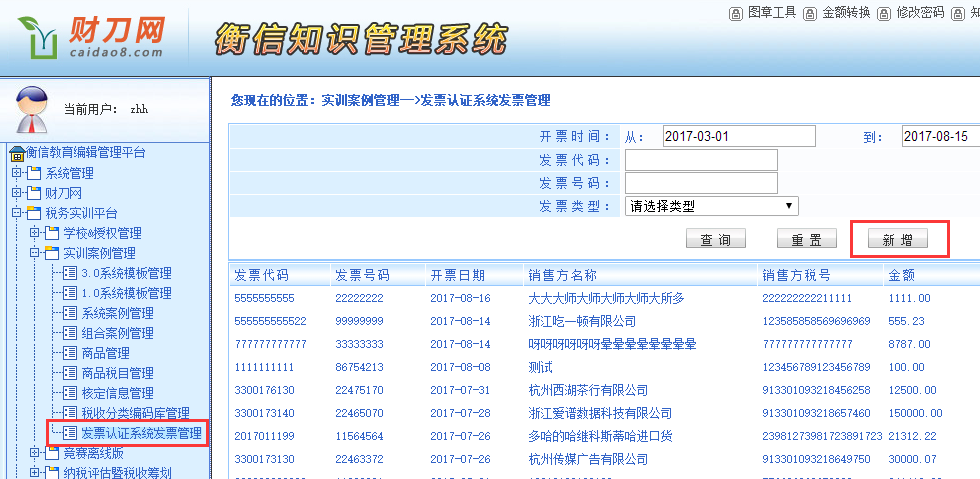 财刀网
caidao8.com
衡信知识管理系统
图章工具 金额转换 修改密码 知
当前用户： zhh
衡信教育编辑管理平台
系统管理
财刀网
税务实训平台
学校&授权管理
实训案例管理
3.0系统模板管理
1.0系统模板管理
系统案例管理
组合案例管理
商品管理
商品税目管理
核定信息管理
税收分类编码库管理
发票认证系统发票管理
竞赛离线版
纳税评估暨税收筹划
您现在的位置：实训案例管理—>发票认证系统发票管理
开票时间： 从： 2017-03-01 到： 2017-08-15
发票代码：
发票号码：
发票类型： 请选择类型
查询 重置 新增
发票代码 发票号码 开票日期 销售方名称 销售方税号 金额
5555555555 22222222 2017-08-16 大大大师大师大师大师大所多 222222222211111 1111.00
555555555522 99999999 2017-08-14 浙江吃一顿有限公司 123585858569696969 555.23
777777777777 33333333 2017-08-14 呀呀呀呀呀呀晕晕晕晕晕晕晕晕 777777777777777 8787.00
1111111111 86754213 2017-08-08 测试 123456789123456789 100.00
3300176130 22475170 2017-07-31 杭州西湖茶行有限公司 913301093218456258 12500.00
3300173140 22465070 2017-07-28 浙江爱谱数据科技有限公司 913301093218657460 150000.00
2017011199 11564564 2017-07-26 多哈的哈维科斯蒂哈进口货 23981273981723891723 21312.22
3300173130 22463372 2017-07-26 杭州传媒广告有限公司 913301093218649750 30000.07